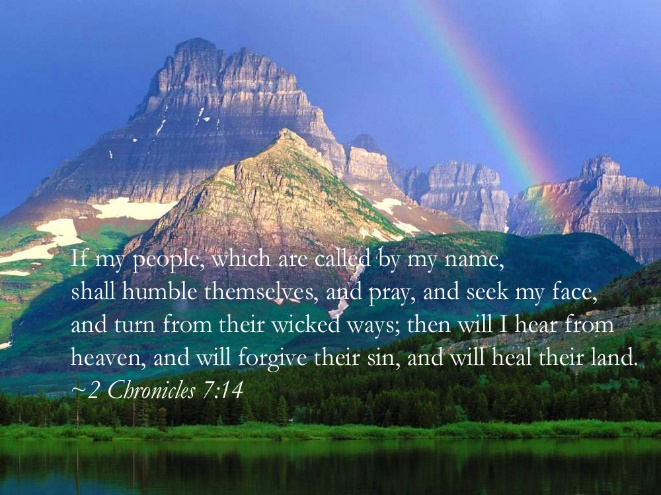 If my people, which are called by my name,
shall humble themselves, and pray, and seek my face,
and turn from their wicked ways; then will I hear from
heaven, and will forgive their sin, and will heal their land.
~2 Chronicles 7:14